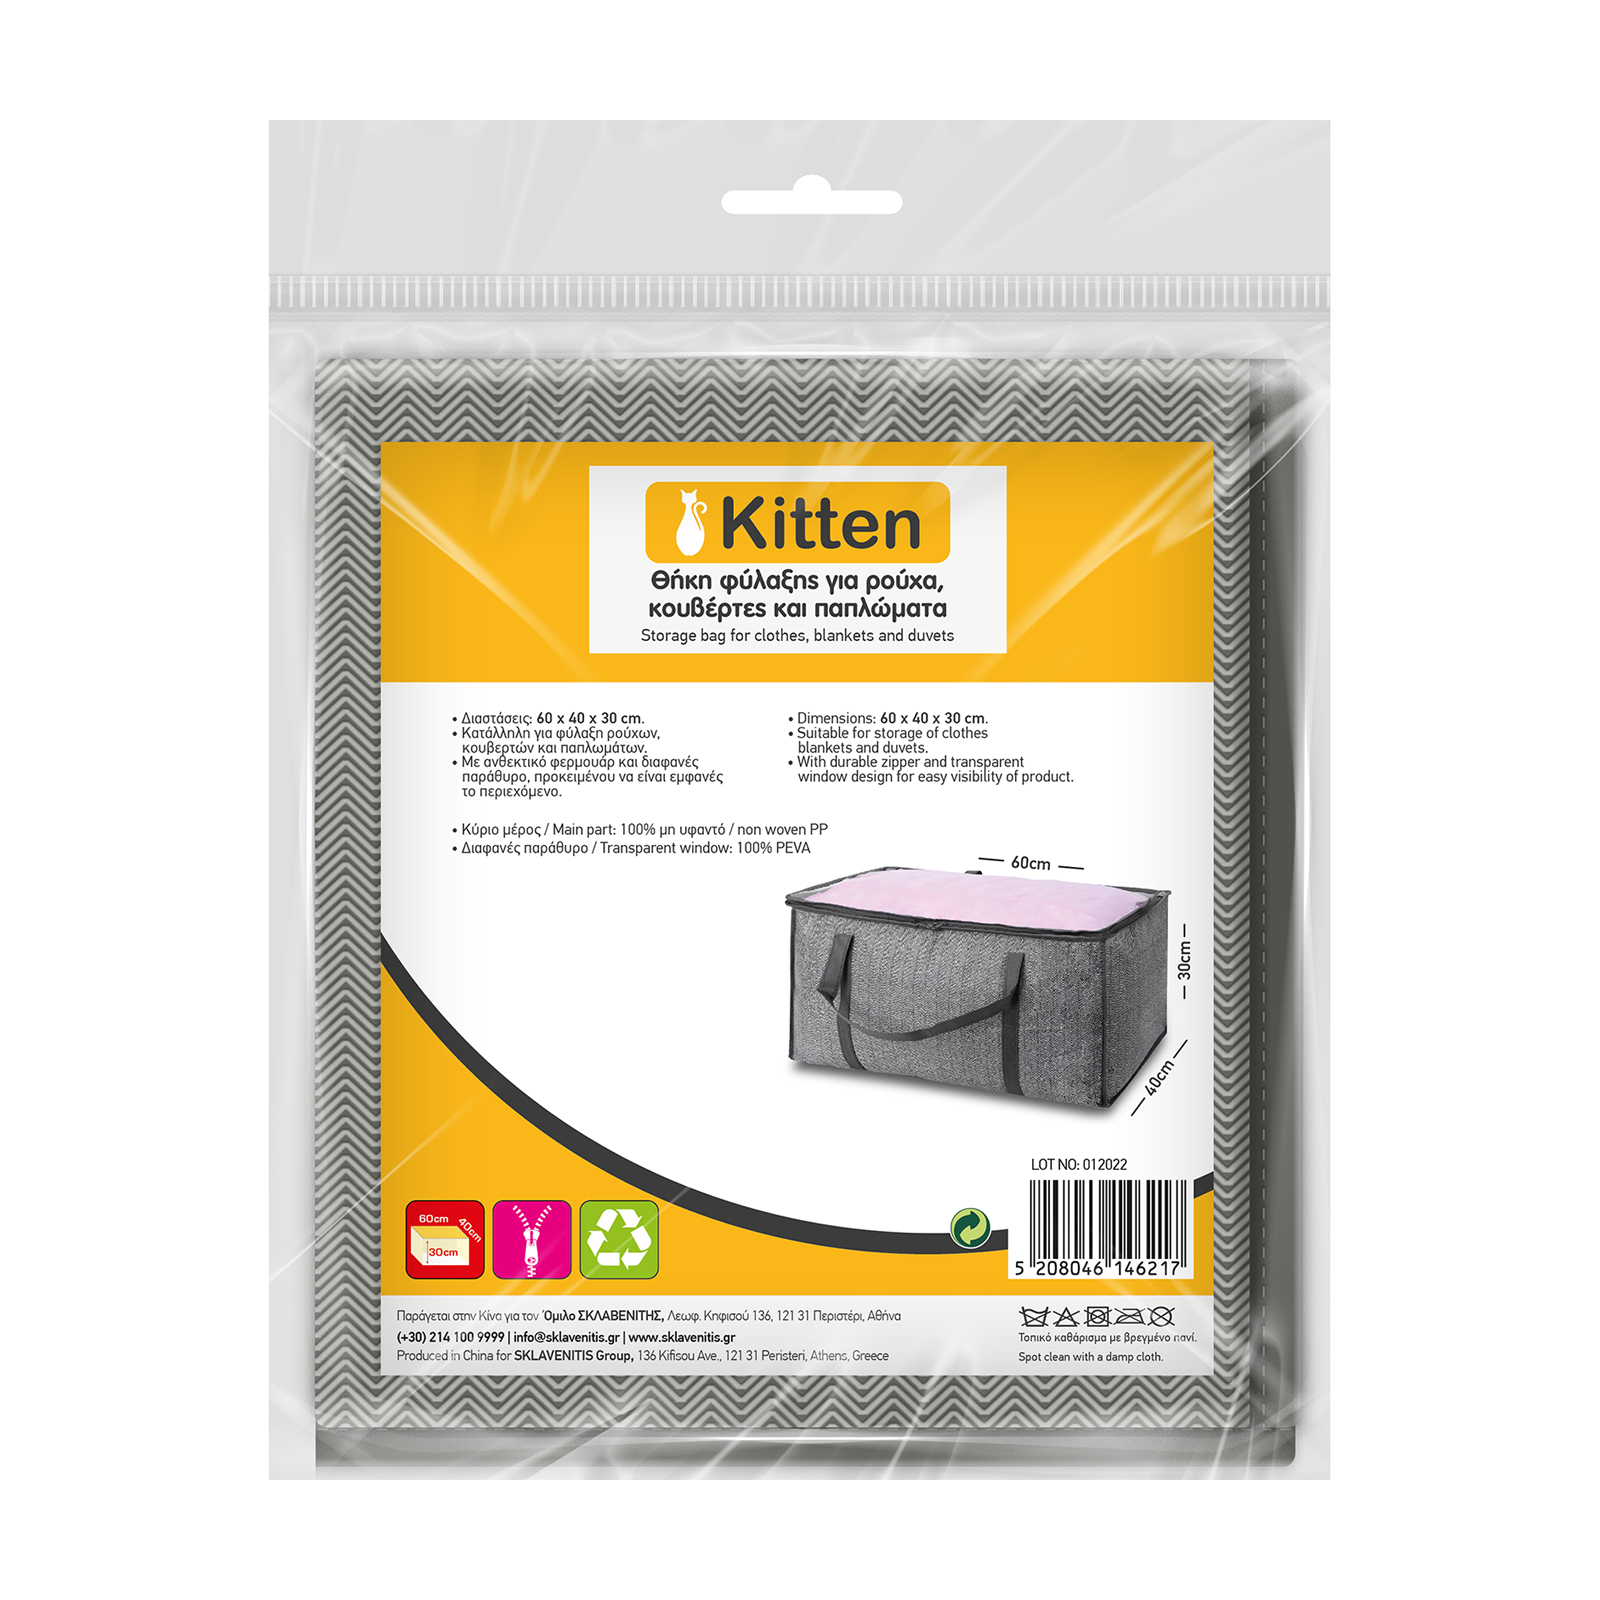 Kitten
Θήκη φύλαξης για ρούχα,
κουβέρτες και παπλώματα
Storage bag for clothes, blankets and duvets
• Διαστάσεις: 60 x 40 x 30 cm.
• Κατάλληλη για φύλαξη ρούχων,
κουβερτών και παπλωμάτων.
• Με ανθεκτικό φερμουάρ και διαφανές
παράθυρο, προκειμένου να είναι εμφανές
το περιεχόμενο.
• Dimensions: 60 x 40 x 30 cm.
• Suitable for storage of clothes
blankets and duvets.
• With durable zipper and transparent
window design for easy visibility of product.
• Κύριο μέρος / Main part: 100% μη υφαντό / non woven PP
• Διαφανές παράθυρο / Transparent window: 100% PEVA
60cm
30cm
40cm
LOT NO: 012022
5 208046 146217
60cm
40cm
30cm
Παράγεται στην Κίνα για τον Όμιλο ΣΚΛΑΒΕΝΙΤΗΣ, Λεωφ. Κηφισού 136, 121 31 Περιστέρι, Αθήνα
(+30) 214 100 9999 | info@sklavenitis.gr | www.sklavenitis.gr
Produced in China for SKLAVENITIS Group, 136 Kifisou Ave., 121 31 Peristeri, Athens, Greece
Τοπικό καθάρισμα με βρεγμένο πανί.
Spot clean with a damp cloth.